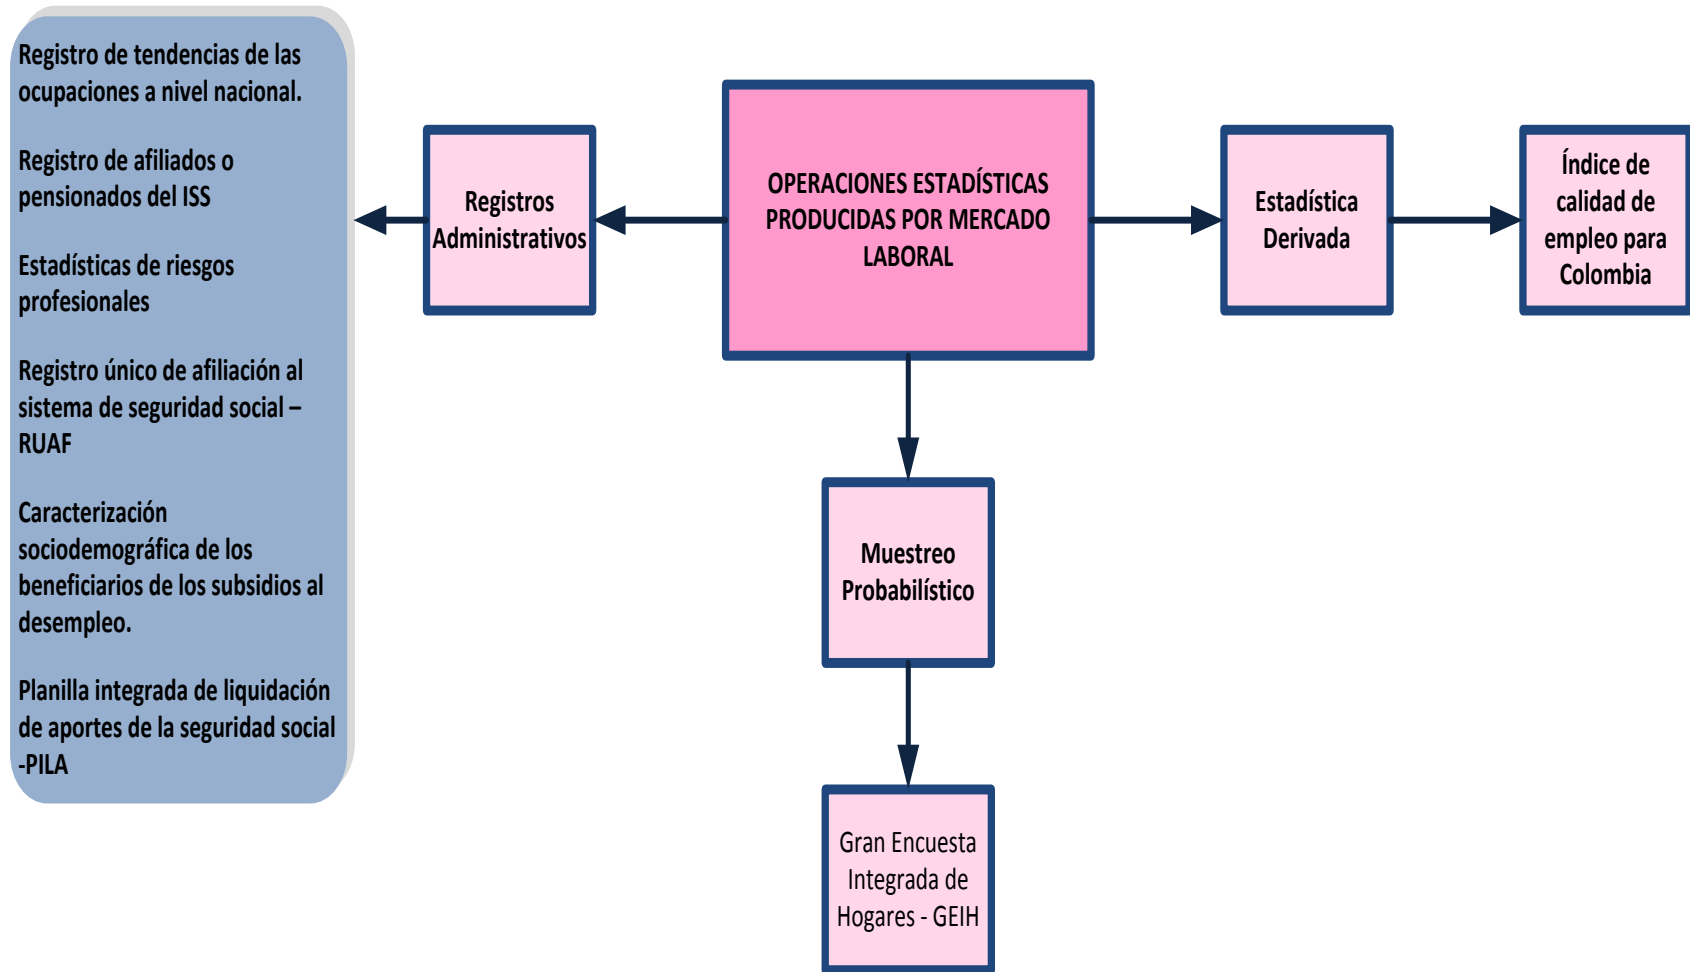 Registro de tendencias de las
ocupaciones a nivel nacional.
Registro de afiliados o
pensionados del ISS
Estadísticas de riesgos
profesionales
Registro único de afiliación al
sistema de seguridad social –
RUAF
Caracterización
sociodemográfica de los
beneficiarios de los subsidios al
desempleo.
Planilla integrada de liquidación
de aportes de la seguridad social
-PILA
Registros
Administrativos
OPERACIONES ESTADÍSTICAS
PRODUCIDAS POR MERCADO
LABORAL
Estadística
Derivada
Índice de
calidad de
empleo para
Colombia
Muestreo
Probabilístico
Gran Encuesta
Integrada de
Hogares - GEIH